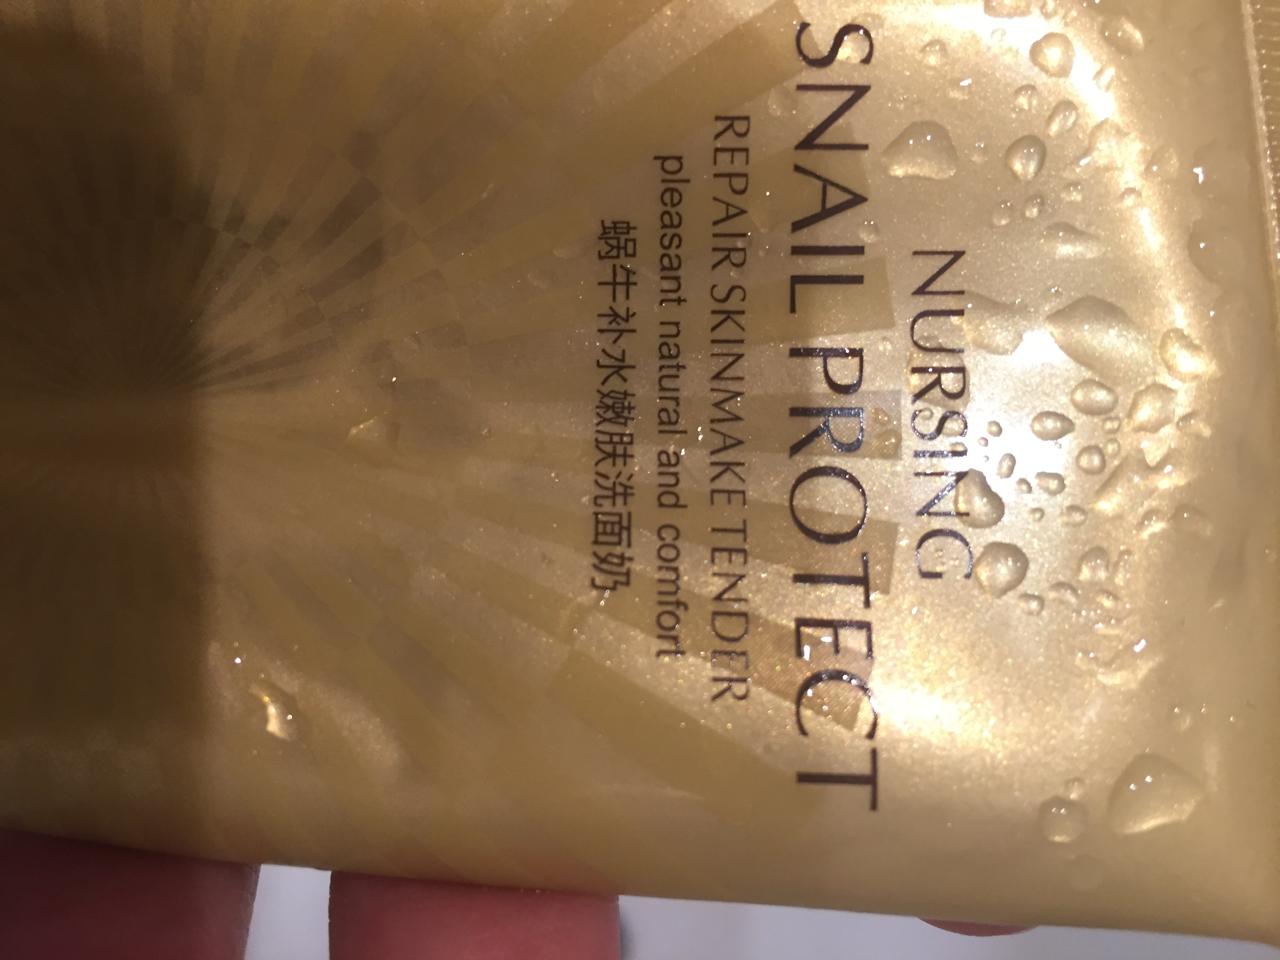 NURSING
SNAIL PROTECT
REPAIR SKINMAKE TENDER
pleasant natural and comfort
蜗牛补水嫩肤洗面奶